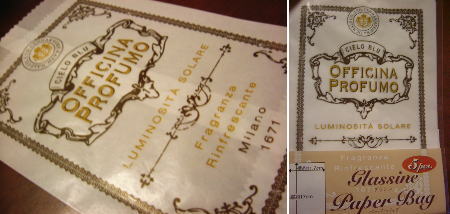 CIELO BLU
OFFICINA
PROFUMO
LUMINOSITÀ SOLARE
Fragranza
Rinfrescante
Milano
1671
CIELO BLU
OFFICINA
PROFUMO
LUMINOSITÀ SOLARE
Fragranza
Rinfrescante
5pcs.
Glassine
Paper Bag